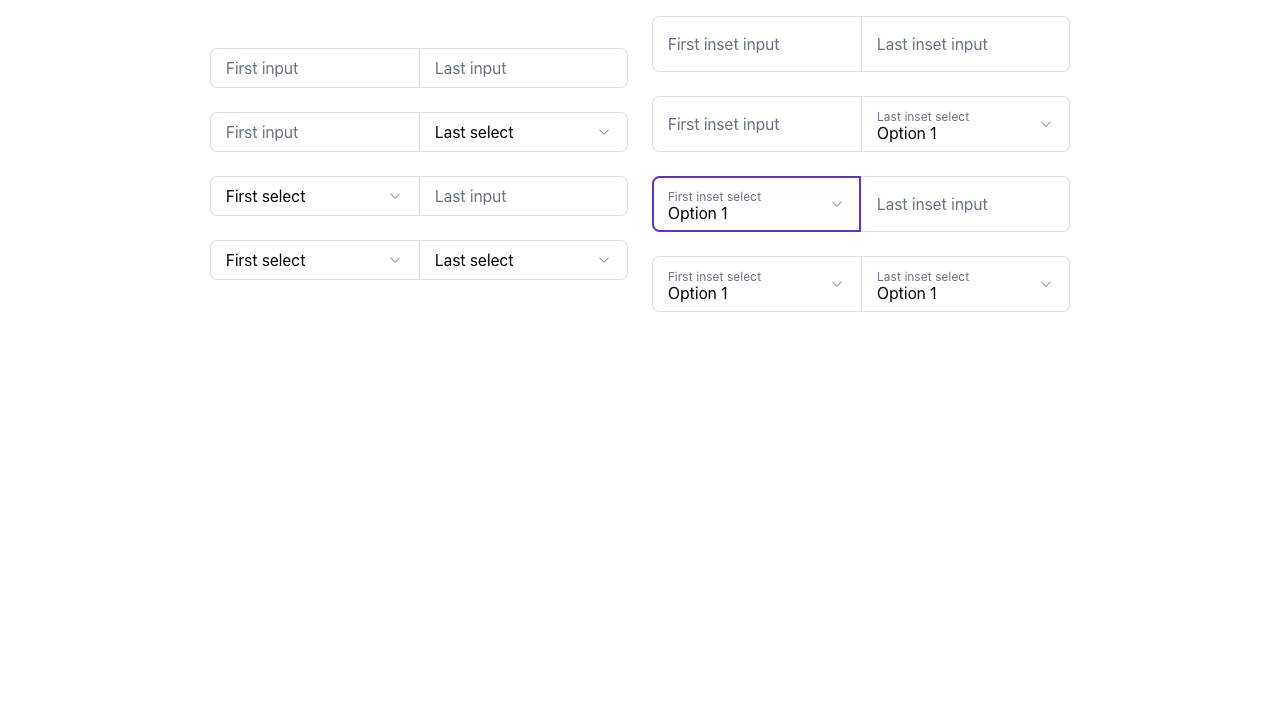 First input
Last input
First input
Last select
First select
Last input
First select
Last select
First inset input
Last inset input
First inset input
Last inset select
Option 1
First inset select
Option 1
Last inset input
First inset select
Option 1
Last inset select
Option 1